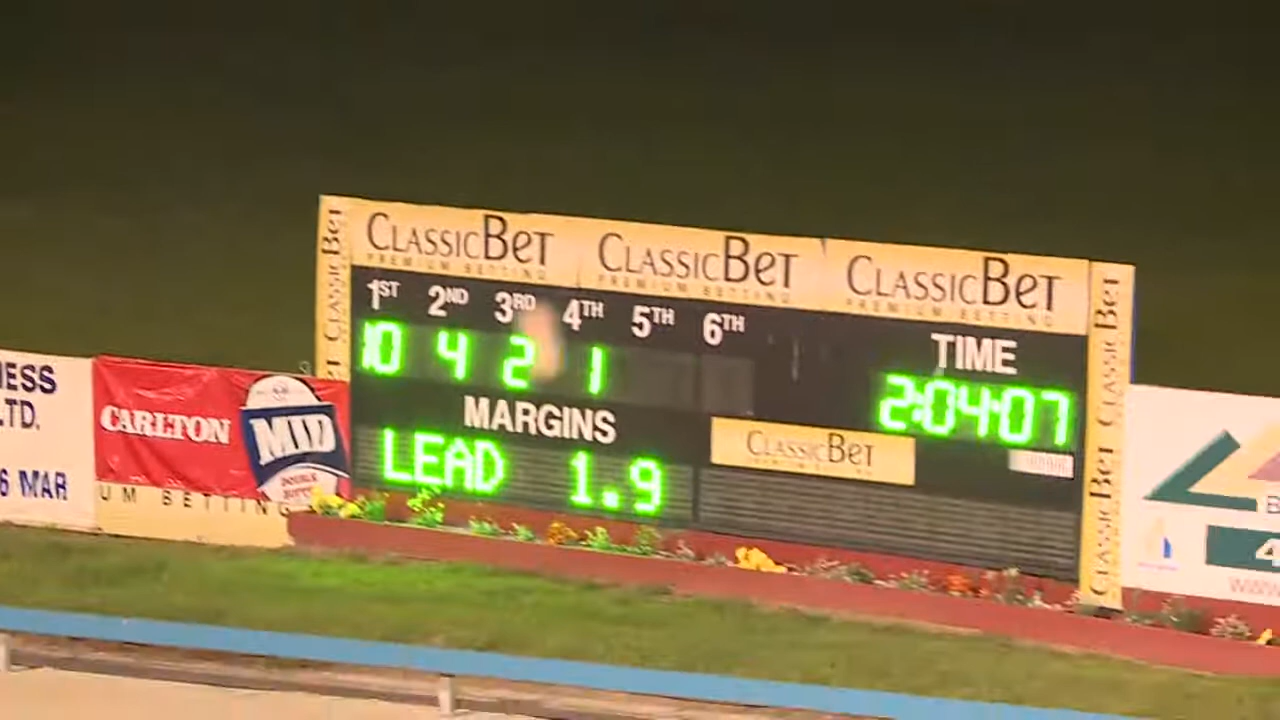 CLASSICBET CLASSICBET CLASSICBET
PREMIUM BETTING PREMIUM BETTING PREMIUM BETTING
CLASSICBET
CLASSICBET
CLASSICBET
1ST 2ND 3RD 4TH 5TH 6TH
10 4 2 1
TIME
2:04:07
MARGINS
LEAD 1.9
CLASSICBET
LTD.
6 MAR
CARLTON
MID
UM BETTING
4